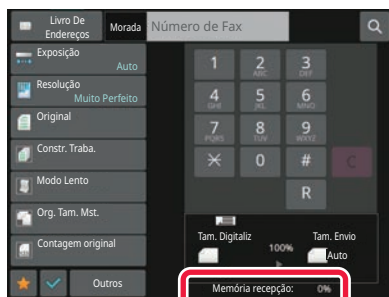 Livro De
Endereços
Morada
Número de Fax
Exposição
Auto
Resolução
Muito Perfeito
Original
Constr. Traba.
Modo Lento
Org. Tam. Mst.
Contagem original
Outros
1
2
ABC
3
DEF
4
GHI
5
JKL
6
MNO
7
PQRS
8
TUV
9
WXYZ
0
#
C
R
Tam. Digitaliz
100%
Tam. Envio
Auto
Memória recepção: 0%